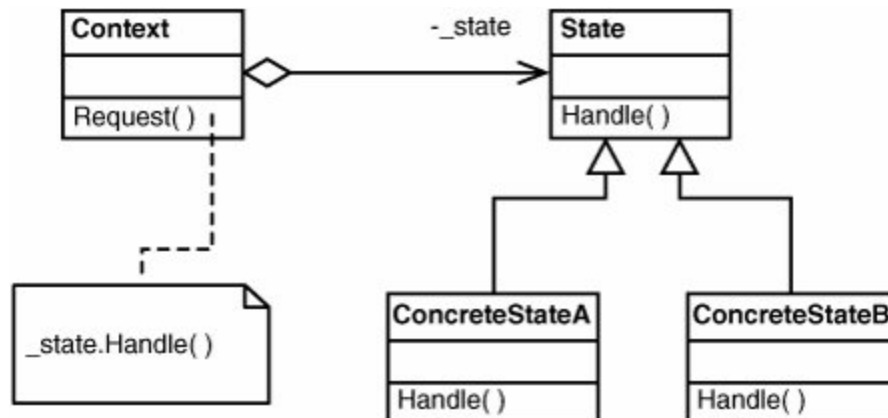 Context
-_state
State
Request( )
Handle( )
_state.Handle( )
ConcreteStateA
ConcreteStateB
Handle( )
Handle( )